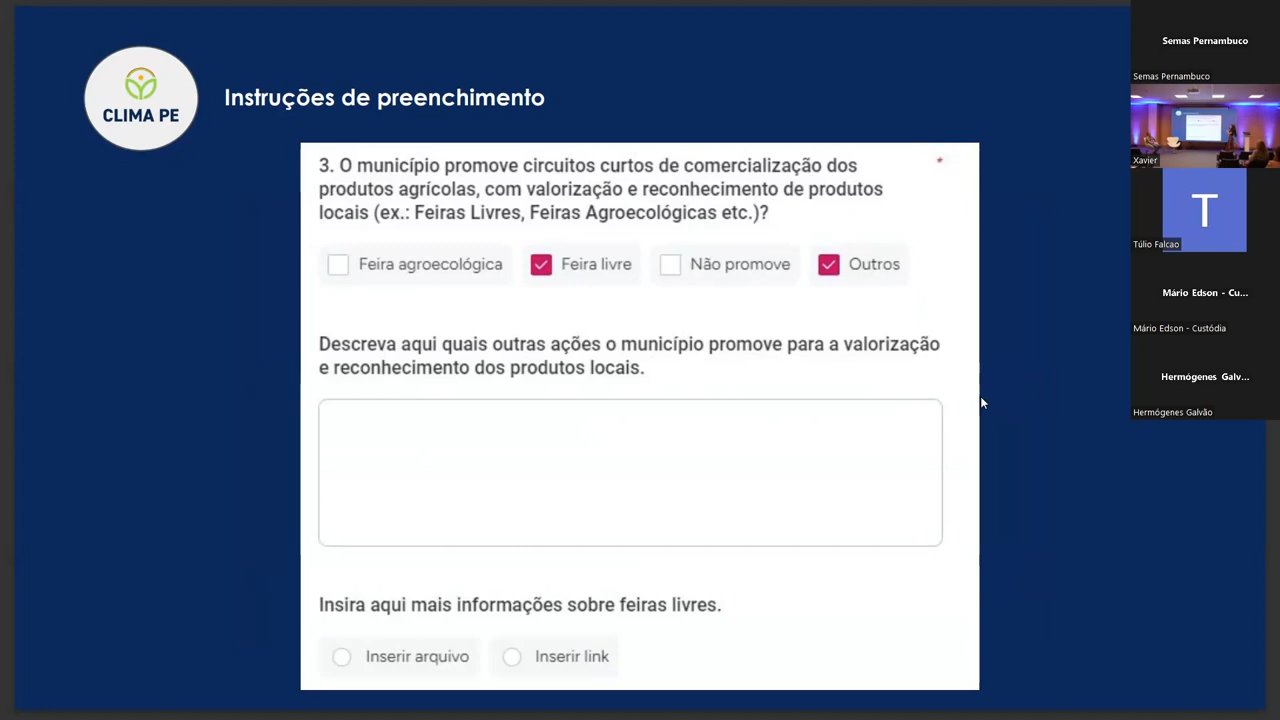 CLIMA PE
Instruções de preenchimento
3. O município promove circuitos curtos de comercialização dos *
produtos agrícolas, com valorização e reconhecimento de produtos
locais (ex.: Feiras Livres, Feiras Agroecológicas etc.)?
Feira agroecológica Feira livre Não promove Outros
Descreva aqui quais outras ações o município promove para a valorização
e reconhecimento dos produtos locais.
Insira aqui mais informações sobre feiras livres.
Inserir arquivo Inserir link
Semas Pernambuco
Semas Pernambuco
Xavier
T
Túlio Falcao
Mário Edson - Cu...
Mário Edson - Custódia
Hermógenes Galv...
Hermógenes Galvão